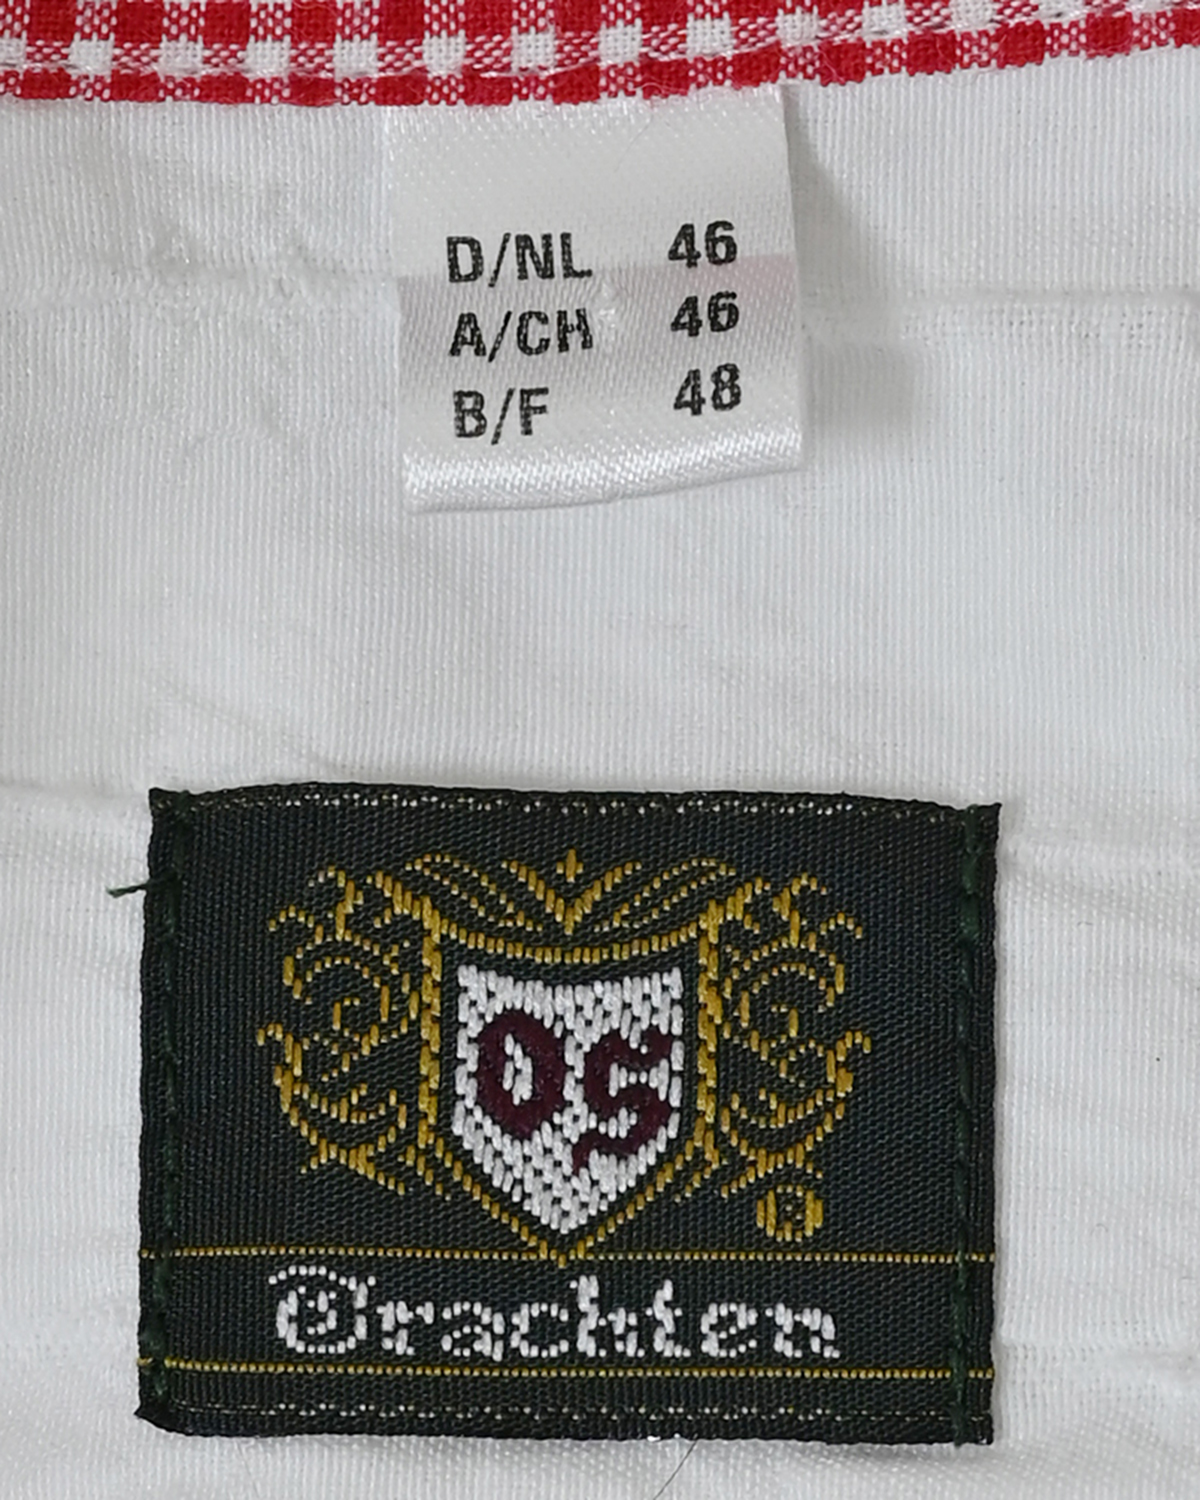 D/NL 46
A/CH 46
B/F 48
OS
®
Trachten